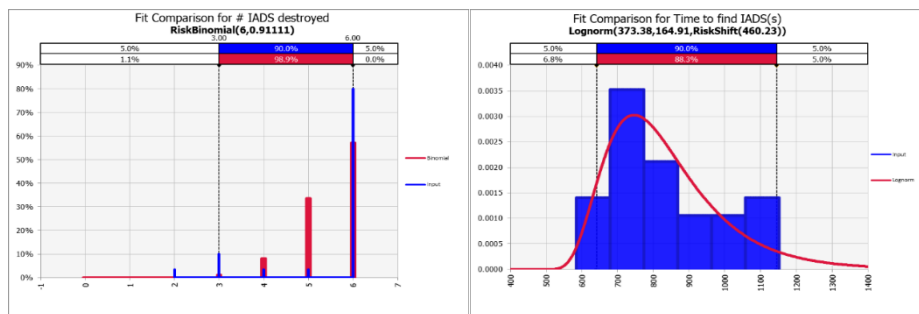 Fit Comparison for # IADS destroyed
RiskBinomial(6,0.91111)
3.00 6.00
5.0% 90.0% 5.0%
1.1% 98.9% 0.0%
90%
80%
70%
60%
50%
40%
30%
20%
10%
0%
-1 0 1 2 3 4 5 6 7
Binomial
Input
Fit Comparison for Time to find IADS(s)
Lognorm(373.38,164.91,RiskShift(460.23))
5.0% 90.0% 5.0%
6.8% 88.3% 5.0%
0.0040
0.0035
0.0030
0.0025
0.0020
0.0015
0.0010
0.0005
0.0000
400 500 600 700 800 900 1000 1100 1200 1300 1400
Input
Lognorm